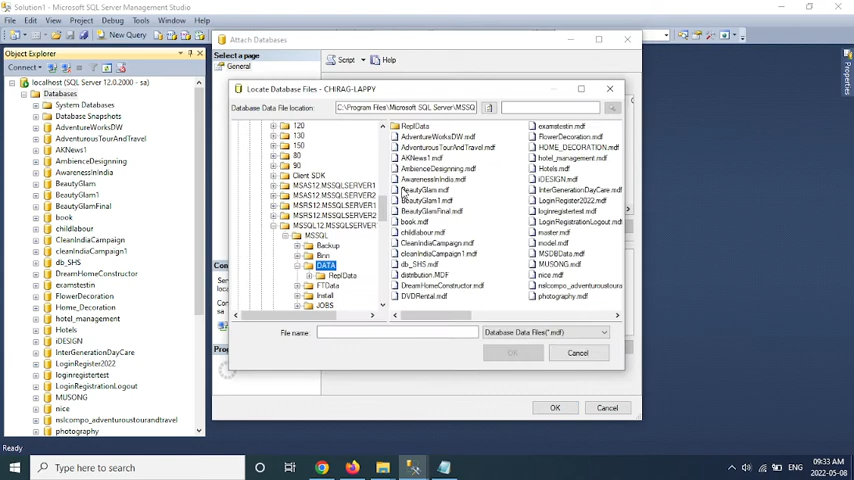 Solution1 - Microsoft SQL Server Management Studio
File Edit View Project Debug Tools Window Help
New Query
Object Explorer
Connect
localhost (SQL Server 12.0.2000 - sa)
Databases
System Databases
Database Snapshots
AdventureWorksDW
AdventurousTourAndTravel
AKNews1
AmbienceDesignning
AwarenessInIndia
BeautyGlam
BeautyGlam1
BeautyGlamFinal
book
childlabour
CleanIndiaCampaign
CleanIndiaCampaign1
db_SHS
DreamHomeConstructor
examtestin
FlowerDecoration
Home_Decoration
hotel_management
Hotels
iDESIGN
InterGenerationDayCare
LoginRegister2022
loginregistertest
LoginRegistrationLogout
MUSONG
nice
nslcompo_adventuroustourandtravel
photography
Attach Databases
Select a page
General
Script
Help
Locate Database Files - CHIRAG-LAPPY
Database Data File location:
C:\Program Files\Microsoft SQL Server\MSSQ
120
130
150
80
90
Client SDK
MSAS12.MSSQLSERVER1
MSAS12.MSSQLSERVER2
MSRS12.MSSQLSERVER1
MSRS12.MSSQLSERVER2
MSSQL12.MSSQLSERVER
MSSQL
Backup
Binn
DATA
ReplData
FTData
Install
JOBS
ReplData
AdventureWorksDW.mdf
AdventurousTourAndTravel.mdf
AKNews1.mdf
AmbienceDesignning.mdf
AwarenessInIndia.mdf
BeautyGlam.mdf
BeautyGlam1.mdf
BeautyGlamFinal.mdf
book.mdf
childlabour.mdf
CleanIndiaCampaign.mdf
cleanIndiaCampaign1.mdf
db_SHS.mdf
distribution.MDF
DreamHomeConstructor.mdf
DVDRental.mdf
examtestin.mdf
FlowerDecoration.mdf
HOME_DECORATION.mdf
hotel_management.mdf
Hotels.mdf
iDESIGN.mdf
InterGenerationDayCare.mdf
LoginRegister2022.mdf
loginregistertest.mdf
LoginRegistrationLogout.mdf
master.mdf
model.mdf
MSDBData.mdf
MUSONG.mdf
nice.mdf
nslcompo_adventuroustoura
photography.mdf
File name:
Database Data Files(*.mdf)
OK
Cancel
OK
Cancel
Properties
Ready
Type here to search
ENG
09:33 AM
2022-05-08